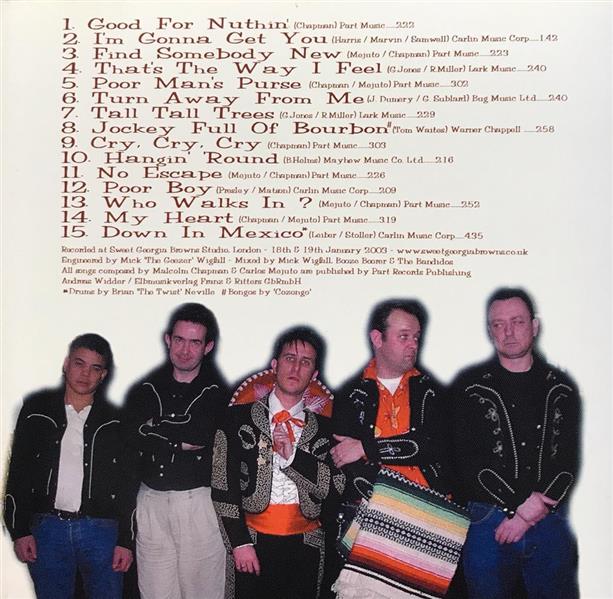 1. Good For Nuthin' (Chapman) Part Music.....2.22
2. I'm Gonna Get You (Harris / Marvin / Samwell) Carlin Music Corp....1.42
3. Find Somebody New (Mejuto / Chapman) Part Music.....2.23
4. That's The Way I Feel (G.Jones / R.Miller) Lark Music.....2.40
5. Poor Man's Purse (Chapman / Mejuto) Part Music.....3.02
6. Turn Away From Me (J. Dunery / G. Sublard) Bug Music Ltd.....2.40
7. Tall Tall Trees (G.Jones / R.Miller) Lark Music.....2.29
8. Jockey Full Of Bourbon# (Tom Waites) Warner Chappell .....2.58
9. Cry, Cry, Cry (Chapman) Part Music.....3.03
10. Hangin' 'Round (B.Helms) Mayhew Music Co. Ltd....2.16
11. No Escape (Mejuto / Chapman) Part Music.....2.26
12. Poor Boy (Presley / Matson) Carlin Music Corp....2.09
13. Who Walks In ? (Mejuto / Chapman) Part Music.....2.52
14. My Heart (Chapman / Mejuto) Part Music.....3.19
15. Down In Mexico* (Leiber / Stoller) Carlin Music Corp.....4.35
Recorded at Sweet Georgia Browns Studio, London - 18th & 19th January 2003 - www.sweetgeorgiabrowns.co.uk
Engineered by Mick 'The Geezer' Wigfall - Mixed by Mick Wigfall, Booze Boorer & The Bandidos
All songs composed by Malcolm Chapman & Carlos Mejuto are published by Part Records Publishing
Andreas Widder / Elbmusikverlag Franz & Ritters GbRmbH
*Drums by Brian 'The Twist' Neville # Bongos by 'Cozongo'